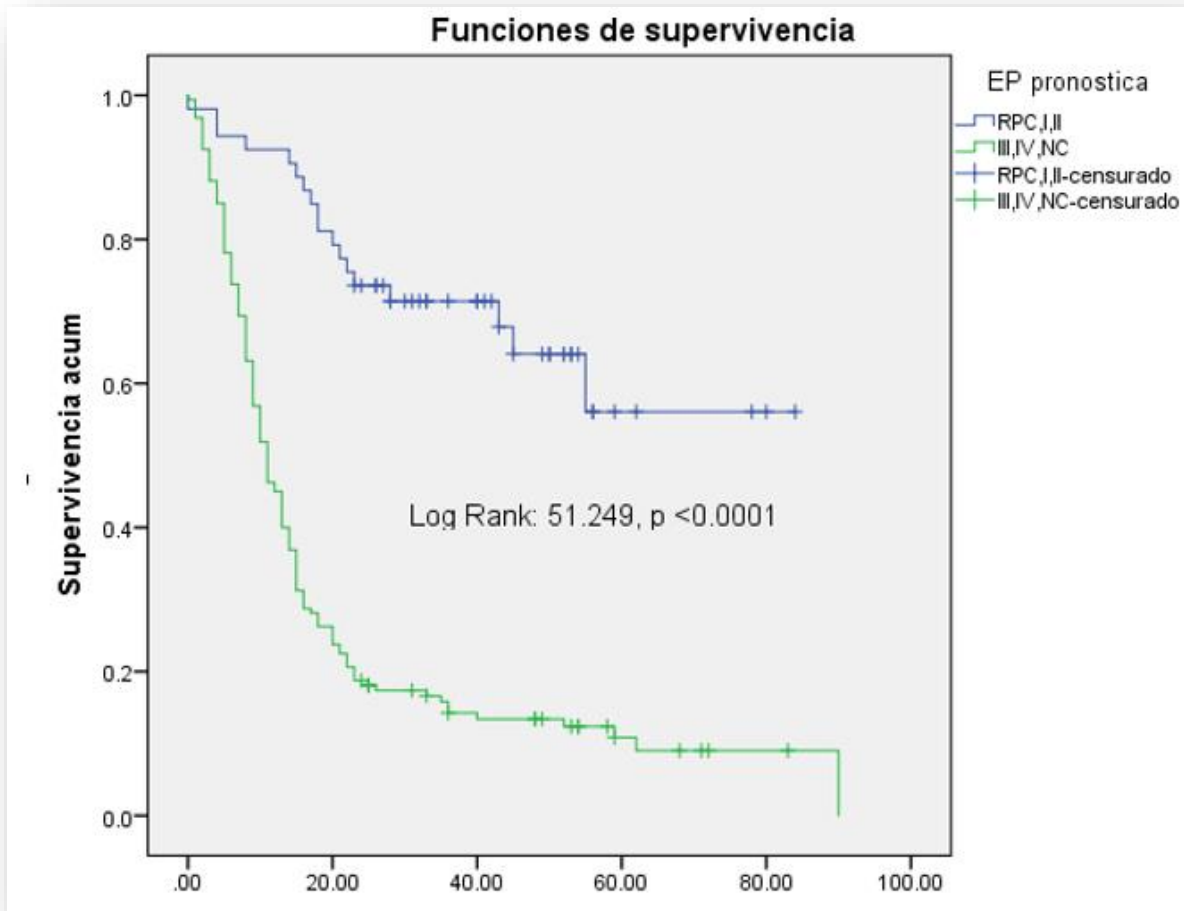 Funciones de supervivencia
EP pronostica
RPC,I,II
III,IV,NC
RPC,I,II-censurado
III,IV,NC-censurado
Supervivencia acum
1.0
0.8
0.6
0.4
0.2
0.0
Log Rank: 51.249, p <0.0001
.00 20.00 40.00 60.00 80.00 100.00